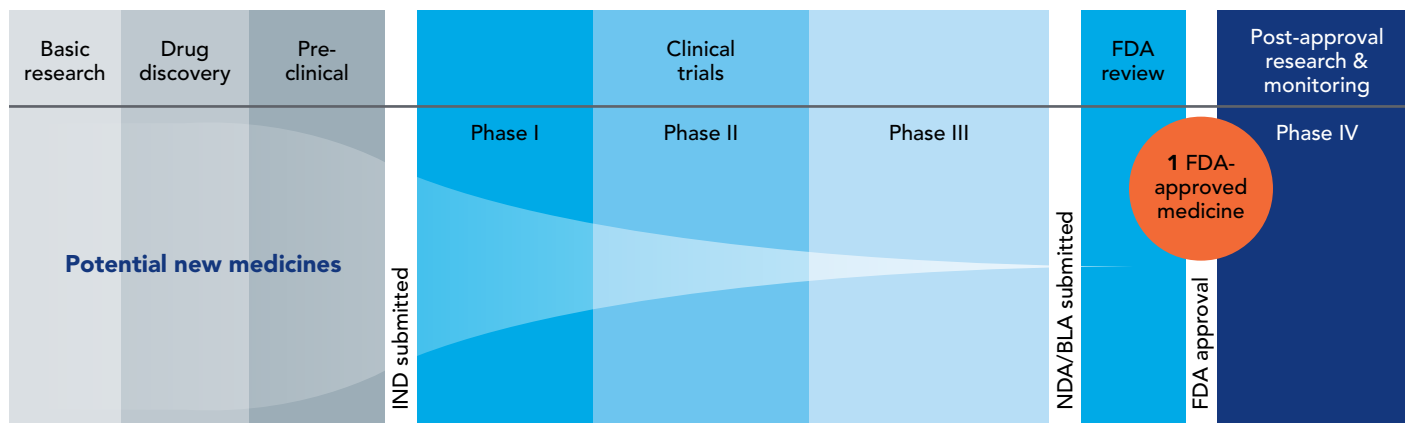 Basic
research
Drug
discovery
Pre-
clinical
Clinical
trials
FDA
review
Post-approval
research &
monitoring
Phase I
Phase II
Phase III
Phase IV
1 FDA-
approved
medicine
Potential new medicines
IND submitted
NDA/BLA submitted
FDA approval